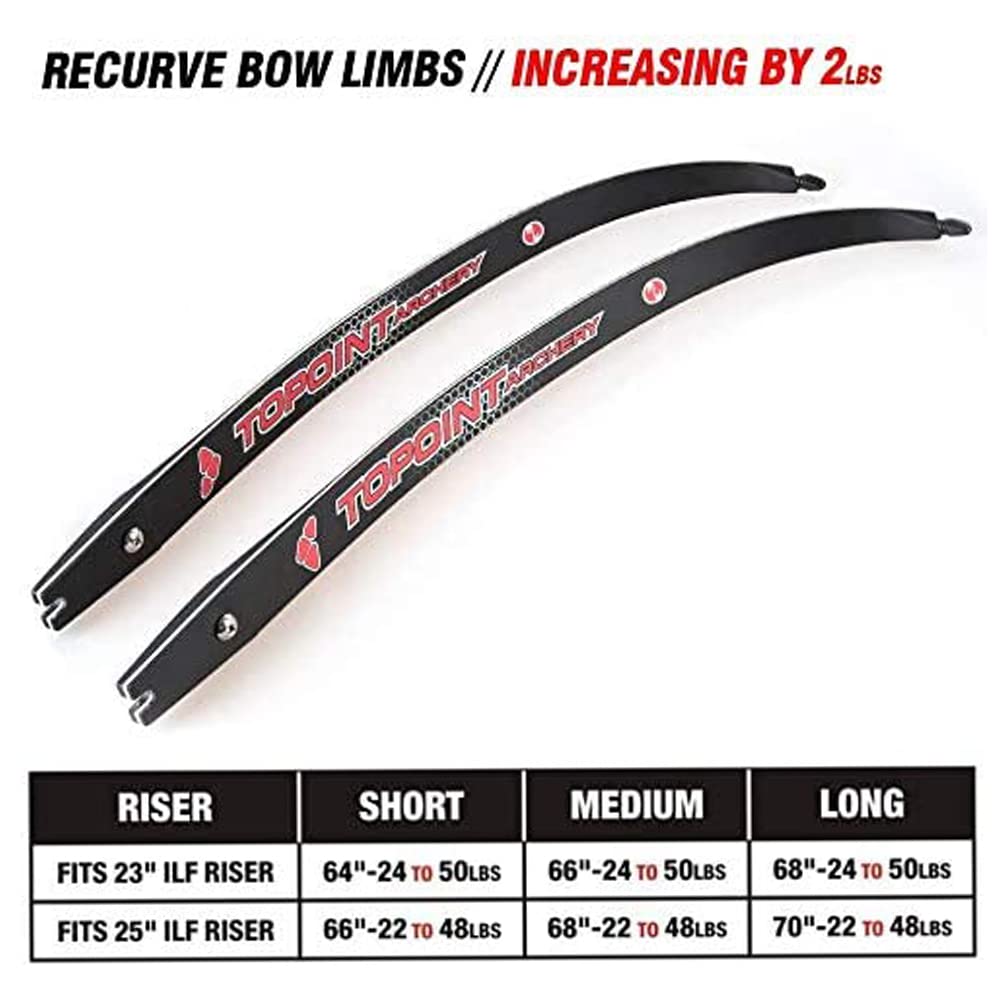 RECURVE BOW LIMBS // INCREASING BY 2LBS
TOPOINT ARCHERY
TOPOINT ARCHERY
RISER SHORT MEDIUM LONG
FITS 23" ILF RISER 64"-24 TO 50LBS 66"-24 TO 50LBS 68"-24 TO 50LBS
FITS 25" ILF RISER 66"-22 TO 48LBS 68"-22 TO 48LBS 70"-22 TO 48LBS